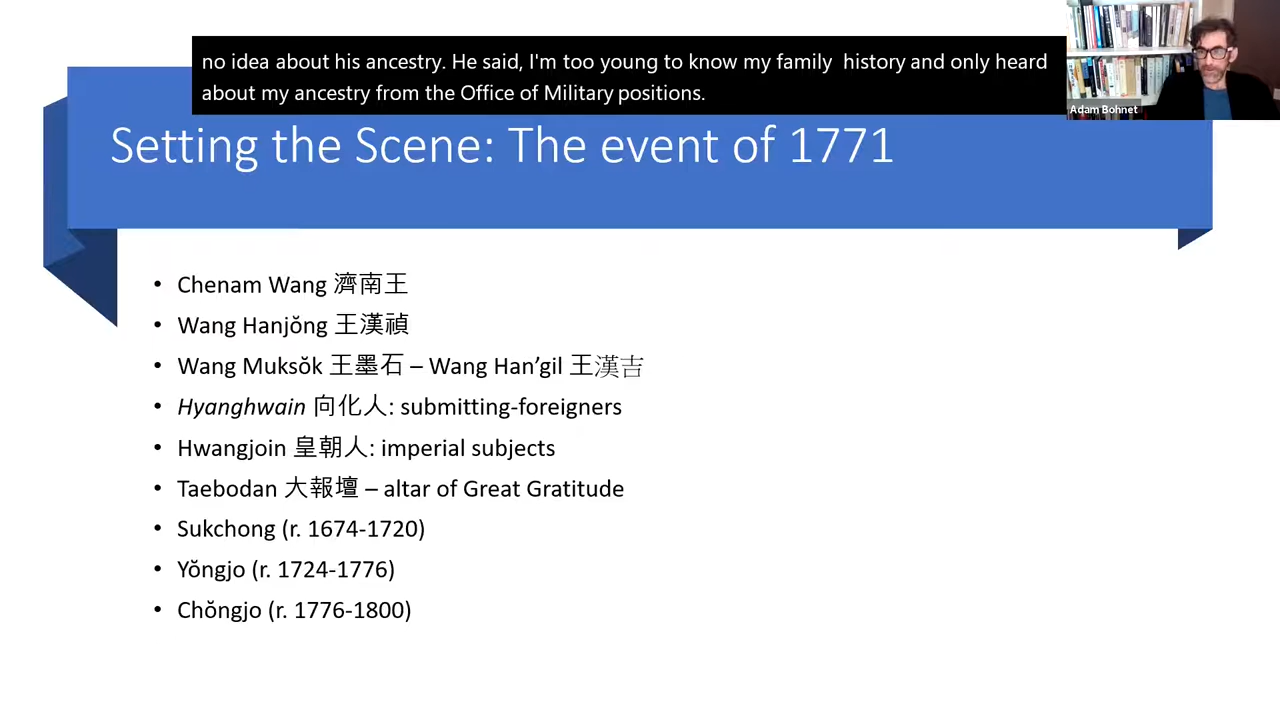 no idea about his ancestry. He said, I'm too young to know my family  history and only heard
about my ancestry from the Office of Military positions.
Adam Bohnet
Setting the Scene: The event of 1771
• Chenam Wang 濟南王
• Wang Hanjŏng 王漢禎
• Wang Muksŏk 王墨石 – Wang Han’gil 王漢吉
• Hyanghwain 向化人: submitting-foreigners
• Hwangjoin 皇朝人: imperial subjects
• Taebodan 大報壇 – altar of Great Gratitude
• Sukchong (r. 1674-1720)
• Yŏngjo (r. 1724-1776)
• Chŏngjo (r. 1776-1800)